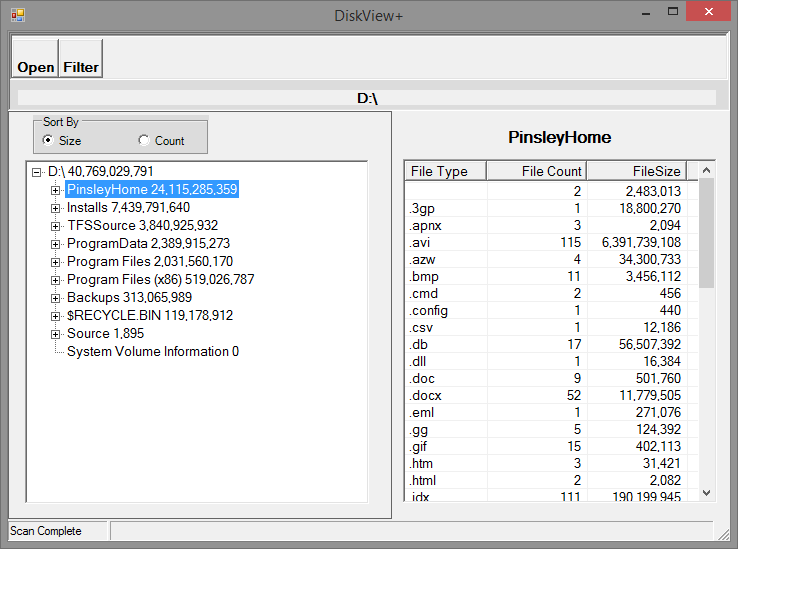 DiskView+
Open Filter
D:\
Sort By
Size Count
D:\ 40,769,029,791
PinsleyHome 24,115,285,359
Installs 7,439,791,640
TFSSource 3,840,925,932
ProgramData 2,389,915,273
Program Files 2,031,560,170
Program Files (x86) 519,026,787
Backups 313,065,989
$RECYCLE.BIN 119,178,912
Source 1,895
System Volume Information 0
PinsleyHome
File Type File Count FileSize
2 2,483,013
.3gp 1 18,800,270
.apnx 3 2,094
.avi 115 6,391,739,108
.azw 4 34,300,733
.bmp 11 3,456,112
.cmd 2 456
.config 1 440
.csv 1 12,186
.db 17 56,507,392
.dll 1 16,384
.doc 9 501,760
.docx 52 11,779,505
.eml 1 271,076
.gg 5 124,392
.gif 15 402,113
.htm 3 31,421
.html 2 2,082
.idx 111 190,199,945
Scan Complete